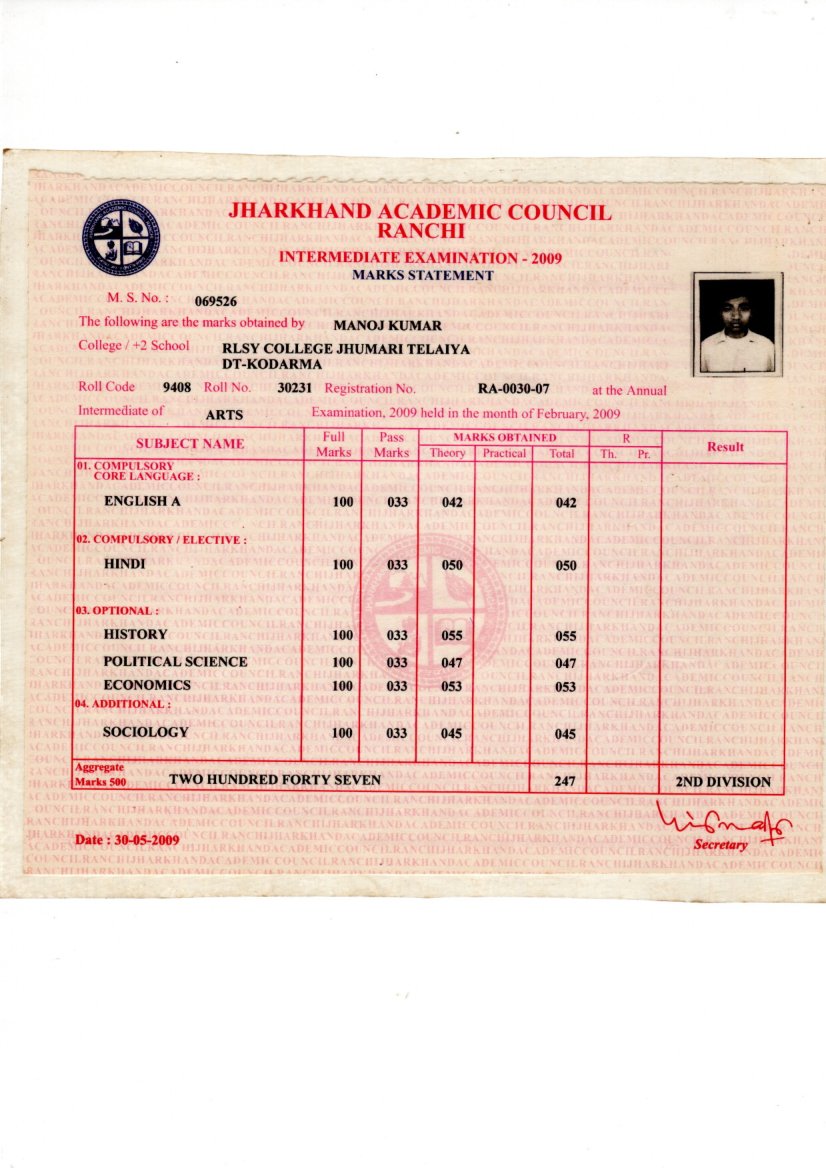 JHARKHAND ACADEMIC COUNCIL
RANCHI
INTERMEDIATE EXAMINATION - 2009
MARKS STATEMENT
M. S. No. : 069526
The following are the marks obtained by MANOJ KUMAR
College / +2 School RLSY COLLEGE JHUMARI TELAIYA
DT-KODARMA
Roll Code 9408 Roll No. 30231 Registration No. RA-0030-07 at the Annual
Intermediate of ARTS Examination, 2009 held in the month of February, 2009
SUBJECT NAME Full Marks Pass Marks MARKS OBTAINED R Result
Theory Practical Total Th. Pr.
01. COMPULSORY
CORE LANGUAGE :
ENGLISH A 100 033 042 042
02. COMPULSORY / ELECTIVE :
HINDI 100 033 050 050
03. OPTIONAL :
HISTORY 100 033 055 055
POLITICAL SCIENCE 100 033 047 047
ECONOMICS 100 033 053 053
04. ADDITIONAL :
SOCIOLOGY 100 033 045 045
Aggregate
Marks 500 TWO HUNDRED FORTY SEVEN 247 2ND DIVISION
Date : 30-05-2009
Secretary